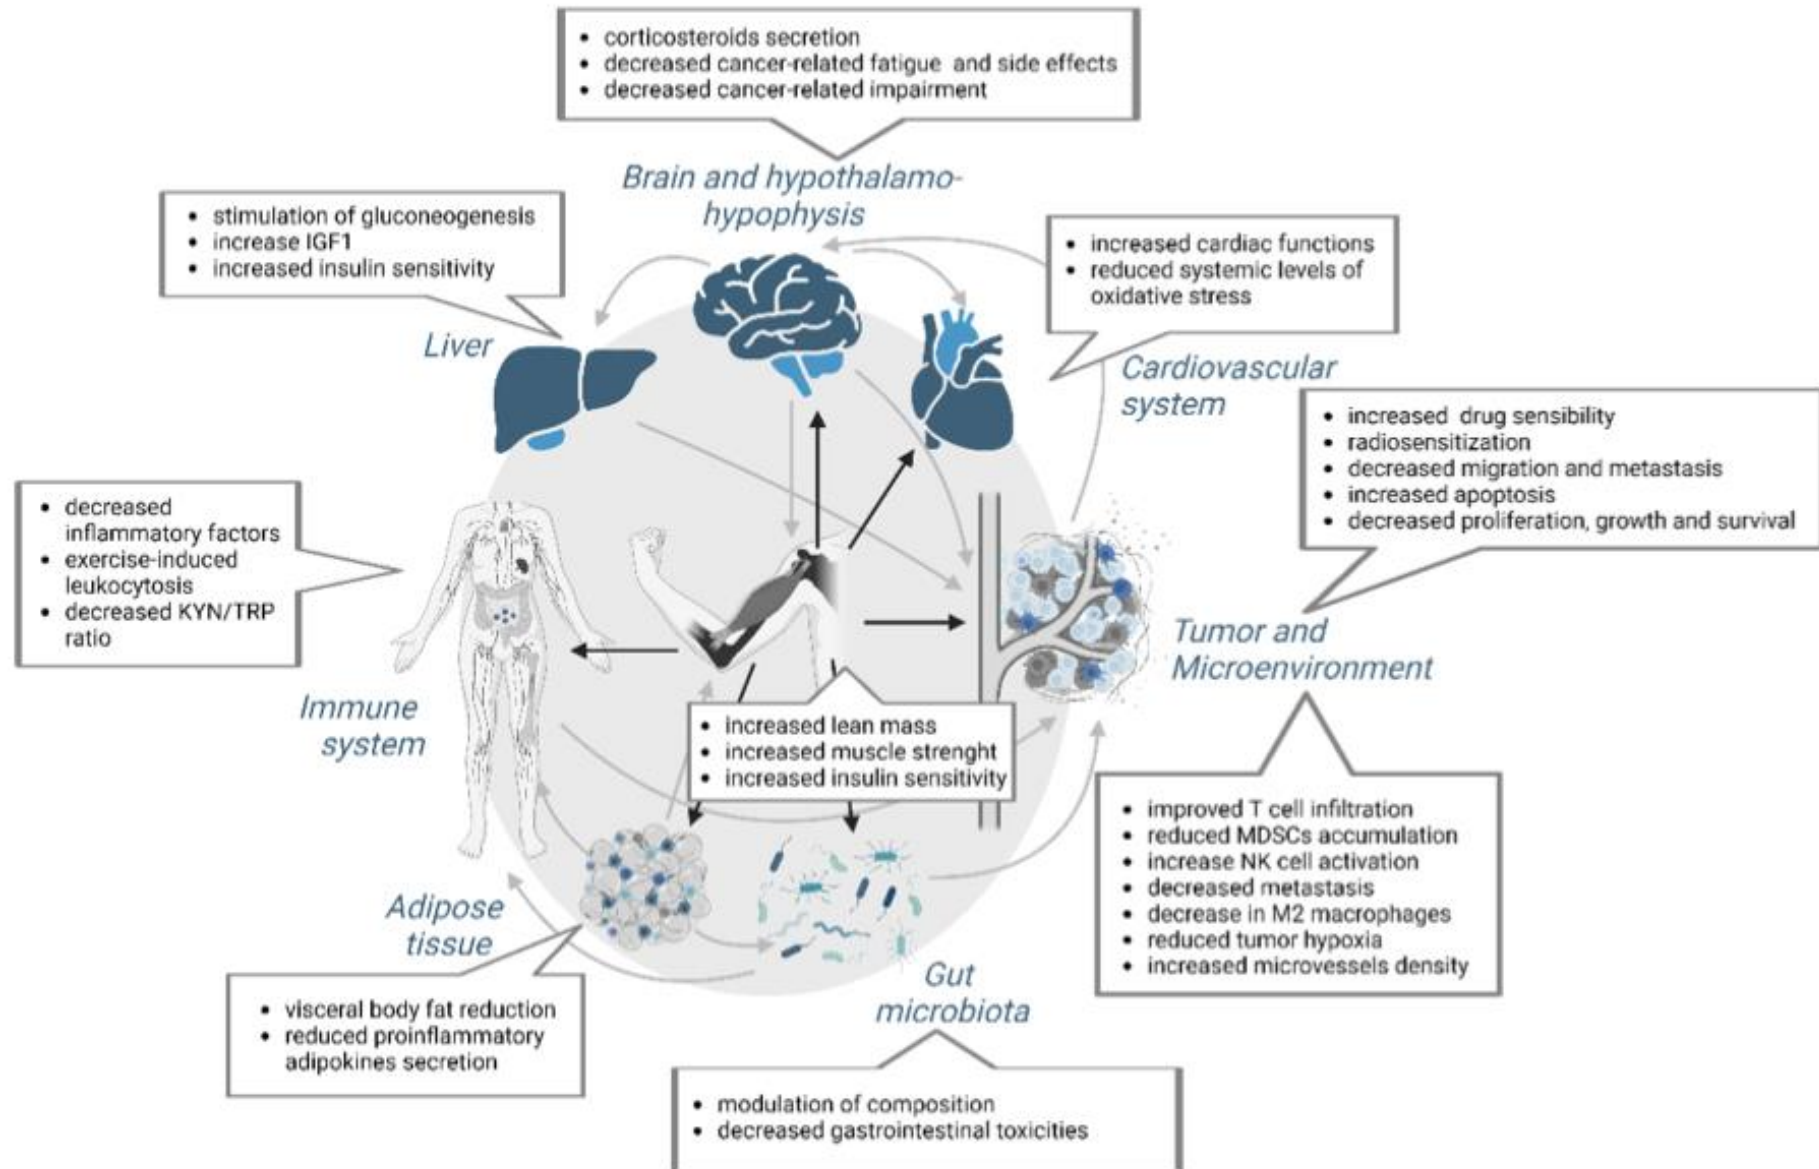 • corticosteroids secretion
• decreased cancer-related fatigue and side effects
• decreased cancer-related impairment
Brain and hypothalamo-
hypophysis
• stimulation of gluconeogenesis
• increase IGF1
• increased insulin sensitivity
Liver
• increased cardiac functions
• reduced systemic levels of
oxidative stress
Cardiovascular
system
• increased drug sensibility
• radiosensitization
• decreased migration and metastasis
• increased apoptosis
• decreased proliferation, growth and survival
• decreased
inflammatory factors
• exercise-induced
leukocytosis
• decreased KYN/TRP
ratio
Immune
system
Tumor and
Microenvironment
• increased lean mass
• increased muscle strenght
• increased insulin sensitivity
• improved T cell infiltration
• reduced MDSCs accumulation
• increase NK cell activation
• decreased metastasis
• decrease in M2 macrophages
• reduced tumor hypoxia
• increased microvessels density
Adipose
tissue
• visceral body fat reduction
• reduced proinflammatory
adipokines secretion
Gut
microbiota
• modulation of composition
• decreased gastrointestinal toxicities